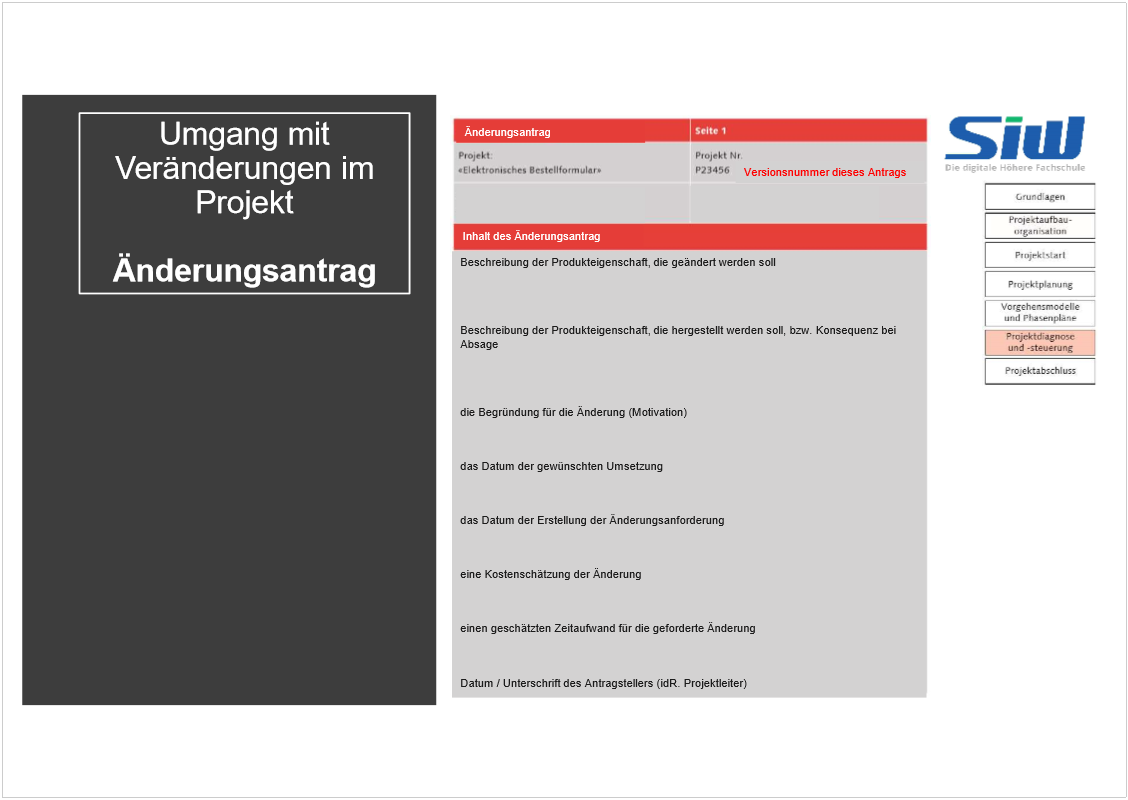 Umgang mit
Veränderungen im
Projekt
Änderungsantrag
Änderungsantrag
Seite 1
Projekt:
«Elektronisches Bestellformular»
Projekt Nr.
P23456
Versionsnummer dieses Antrags
Inhalt des Änderungsantrag
Beschreibung der Produkteigenschaft, die geändert werden soll
Beschreibung der Produkteigenschaft, die hergestellt werden soll, bzw. Konsequenz bei
Absage
die Begründung für die Änderung (Motivation)
das Datum der gewünschten Umsetzung
das Datum der Erstellung der Änderungsanforderung
eine Kostenschätzung der Änderung
einen geschätzten Zeitaufwand für die geforderte Änderung
Datum / Unterschrift des Antragstellers (idR. Projektleiter)
Siw
Die digitale Höhere Fachschule
Grundlagen
Projektaufbau-
organisation
Projektstart
Projektplanung
Vorgehensmodelle
und Phasenpläne
Projektdiagnose
und -steuerung
Projektabschluss